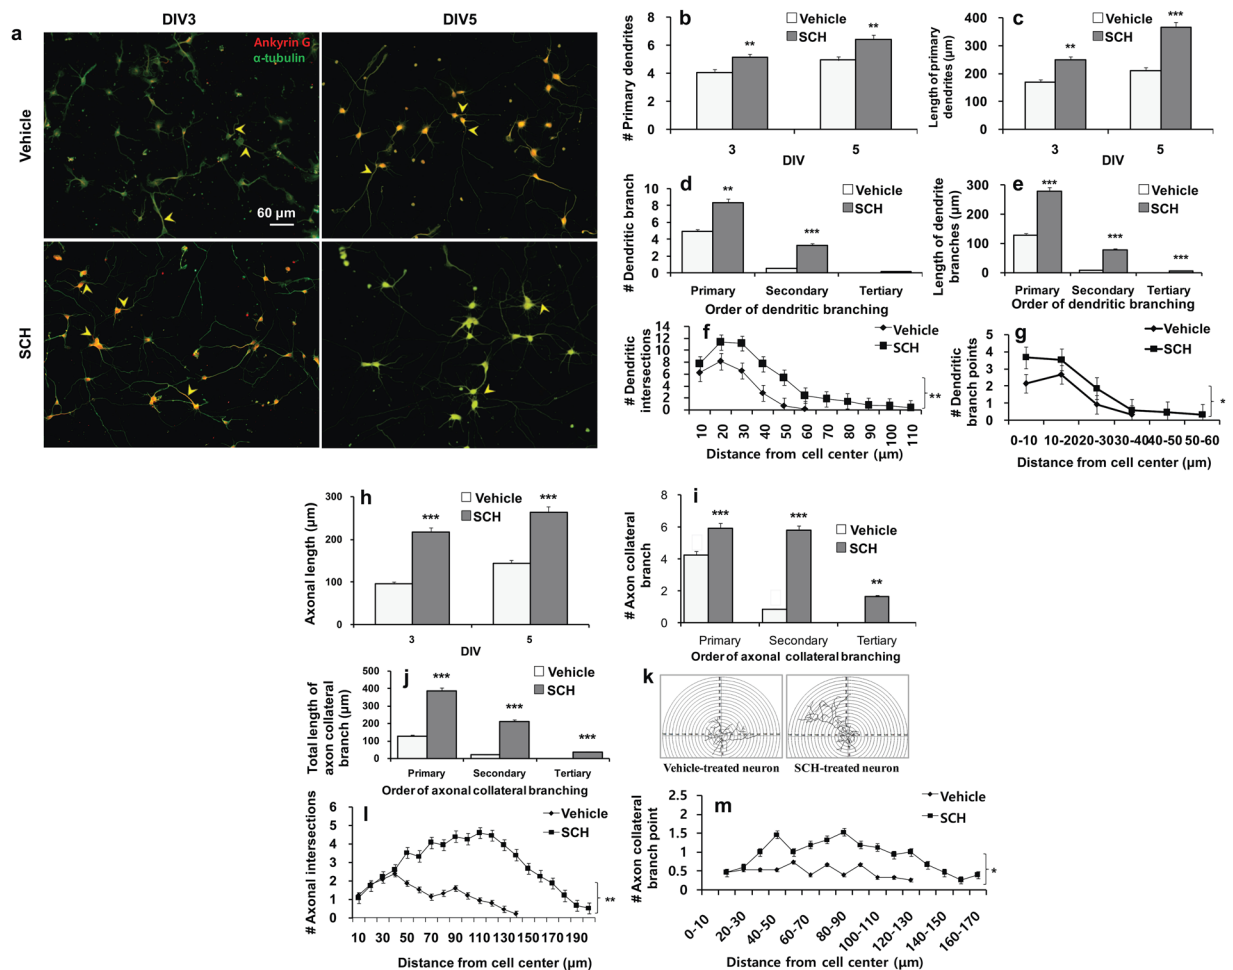 DIV3
DIV5
a
Ankyrin G
α-tubulin
60 µm
Vehicle
SCH
b
Vehicle
SCH
# Primary dendrites
8
6
4
2
0
**
**
3
5
DIV
c
Vehicle
SCH
Length of primary
dendrites (µm)
400
300
200
100
0
**
***
3
5
d
Vehicle
SCH
# Dendritic branch
10
8
6
4
2
0
**
***
Primary Secondary Tertiary
Order of dendritic branching
e
Vehicle
SCH
Length of dendrite
branches (µm)
300
200
100
0
***
***
***
Primary Secondary Tertiary
Order of dendritic branching
f
Vehicle
SCH
# Dendritic
intersections
14
12
10
8
6
4
2
0
**
10 20 30 40 50 60 70 80 90 100 110
Distance from cell center (µm)
g
Vehicle
SCH
# Dendritic
branch points
5
4
3
2
1
0
*
0-10 10-20 20-30 30-40 40-50 50-60
Distance from cell center (µm)
h
Vehicle
SCH
Axonal length (µm)
300
200
100
0
***
***
3
5
DIV
i
Vehicle
SCH
# Axon collateral
branch
8
6
4
2
0
***
***
**
Primary Secondary Tertiary
Order of axonal collateral branching
j
Vehicle
SCH
Total length of
axon collateral
branch (µm)
500
400
300
200
100
0
***
***
***
Primary Secondary Tertiary
Order of axonal collateral branching
k
Vehicle-treated neuron
SCH-treated neuron
l
Vehicle
SCH
# Axonal intersections
6
5
4
3
2
1
0
**
10 30 50 70 90 110 130 150 170 190
Distance from cell center (µm)
m
Vehicle
SCH
# Axon collateral
branch point
2.5
2
1.5
1
0.5
0
*
0-10 20-30 40-50 60-70 80-90 100-110 120-130 140-150 160-170
Distance from cell center (µm)